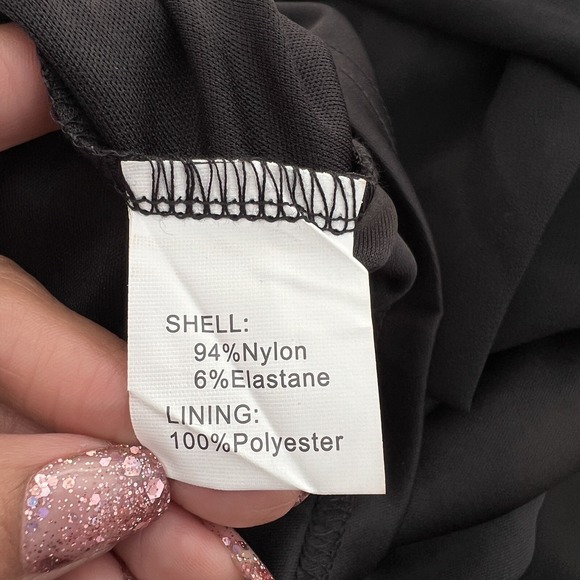 SHELL:
94%Nylon
6%Elastane
LINING:
100%Polyester